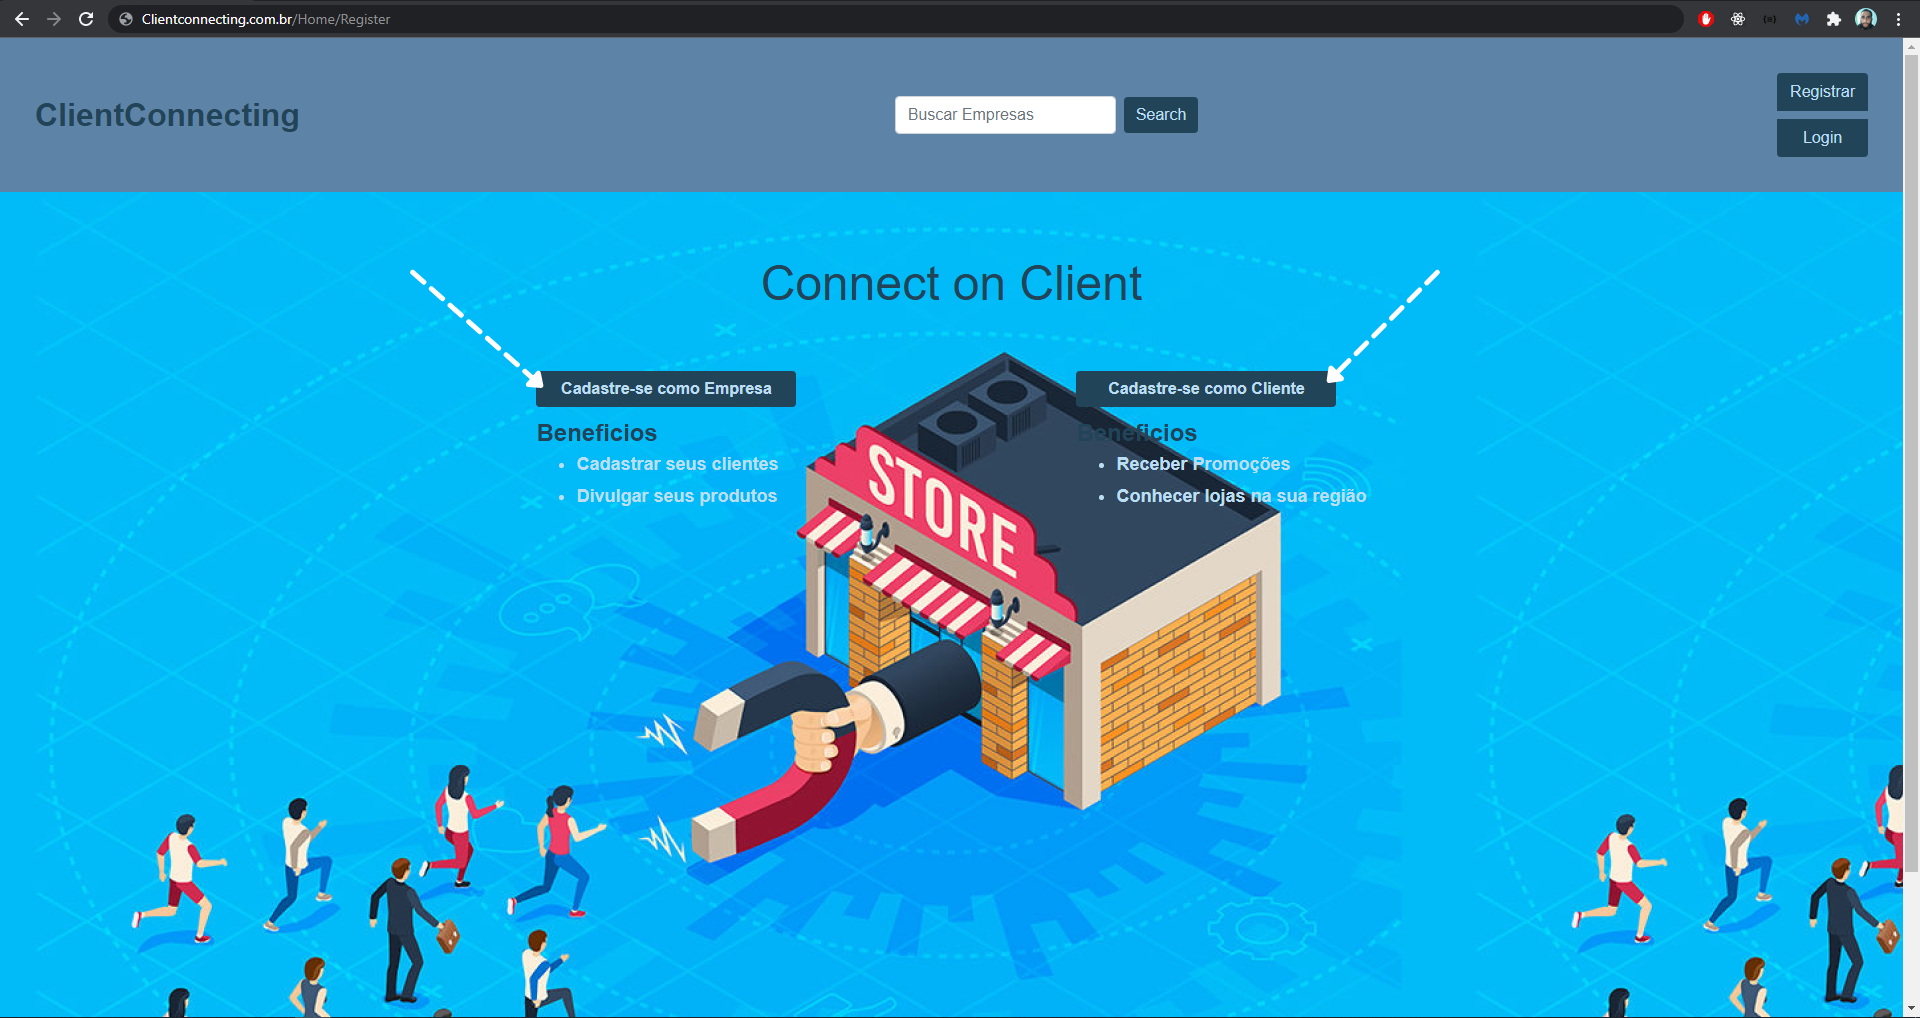 Clientconnecting.com.br/Home/Register
ClientConnecting
Buscar Empresas
Search
Registrar
Login
Connect on Client
Cadastre-se como Empresa
Beneficios
Cadastrar seus clientes
Divulgar seus produtos
Cadastre-se como Cliente
Beneficios
Receber Promoções
Conhecer lojas na sua região
STORE